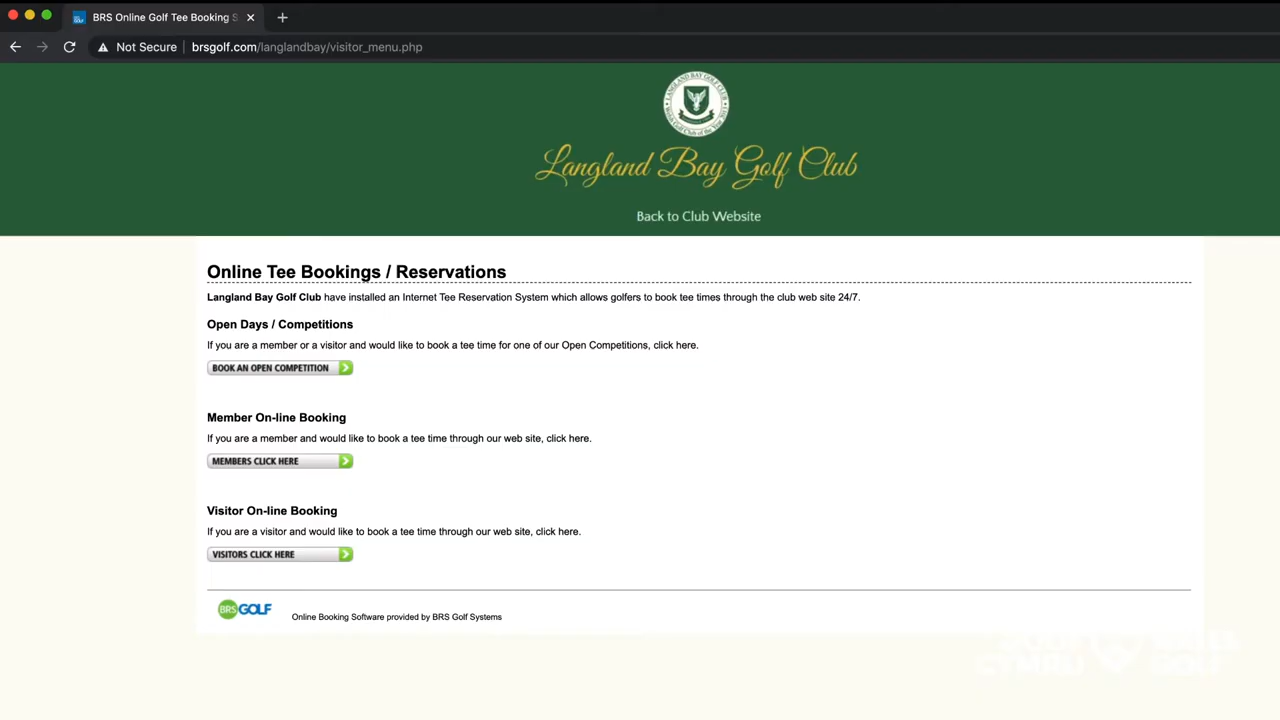 BRS Online Golf Tee Booking S
Not Secure
brsgolf.com/langlandbay/visitor_menu.php
LANGLAND BAY GOLF CLUB
Langland Bay Golf Club
Back to Club Website
Online Tee Bookings / Reservations
Langland Bay Golf Club have installed an Internet Tee Reservation System which allows golfers to book tee times through the club web site 24/7.
Open Days / Competitions
If you are a member or a visitor and would like to book a tee time for one of our Open Competitions, click here.
BOOK AN OPEN COMPETITION
Member On-line Booking
If you are a member and would like to book a tee time through our web site, click here.
MEMBERS CLICK HERE
Visitor On-line Booking
If you are a visitor and would like to book a tee time through our web site, click here.
VISITORS CLICK HERE
BRS GOLF
Online Booking Software provided by BRS Golf Systems
CYMRU GOLF